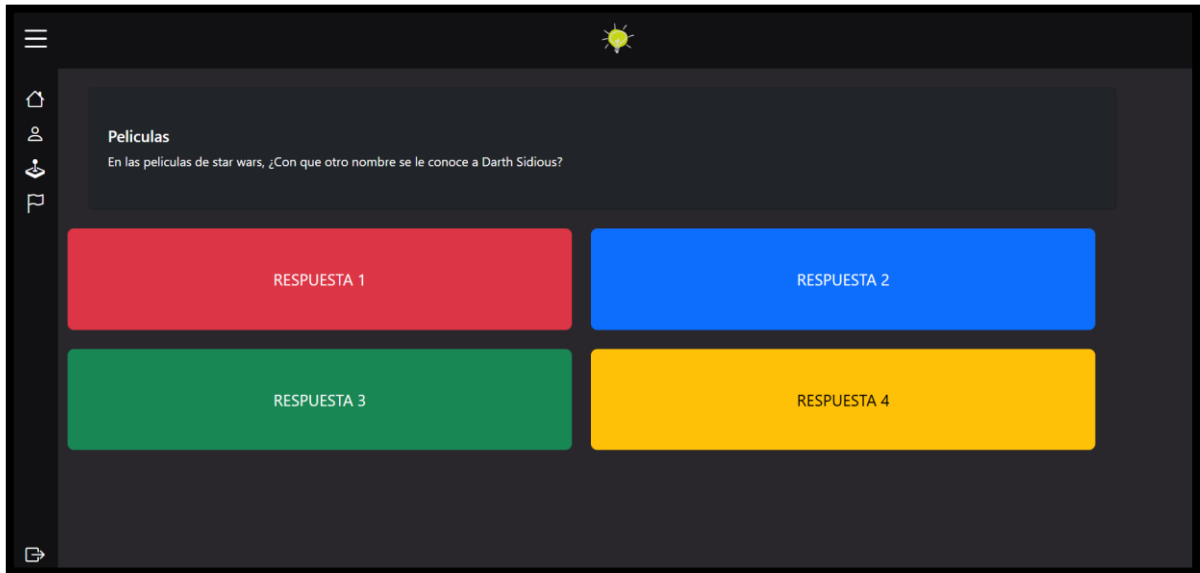 Peliculas
En las peliculas de star wars, ¿Con que otro nombre se le conoce a Darth Sidious?
RESPUESTA 1
RESPUESTA 2
RESPUESTA 3
RESPUESTA 4